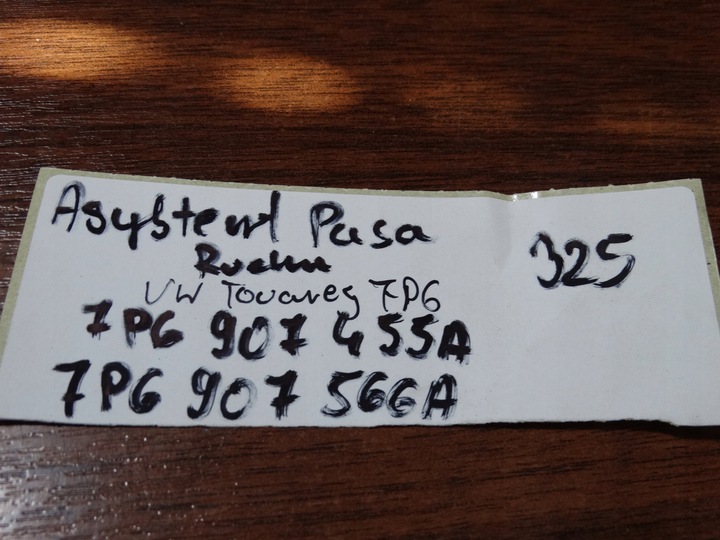 Asystent Pasa
Ruchu
VW Touareg 7P6
7P6 907 455A
7P6 907 566A
325